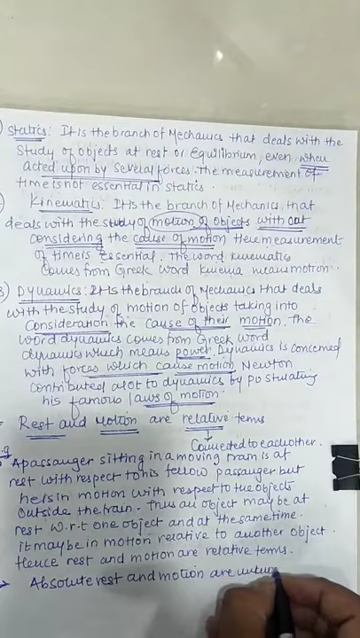 Statics: It is the branch of Mechanics that deals with the
study of objects at rest or Equilibrium, even, when
acted upon by several forces. The measurement of
time is not essential in statics.
Kinematics: It is the branch of Mechanics, that
deals with the study of motion of objects with out
considering the cause of motion Here measurement
of time is essential. The word kinematics
comes from Greek word kinema means motion.
3) Dynamics: It Is the branch of Mechanics that deals
with the study of motion of objects taking into
consideration the cause of their motion. The
word dynamics comes from Greek word
which means power. Dynamics is concerned
with forces which cause motion Newton
contributed alot to dynamics by
his famous laws of motion.
Rest and Motion are relative terms
Connected to each other.
A passanger sitting in a moving train is at
rest with respect to his fellow passanger but
he is in motion with respect to the objects
outside the train. Thus an object may be at
rest w.r.t one object and at the same time.
it may be in motion relative to another object.
Hence rest and motion are relative terms.
Absolute rest and motion are